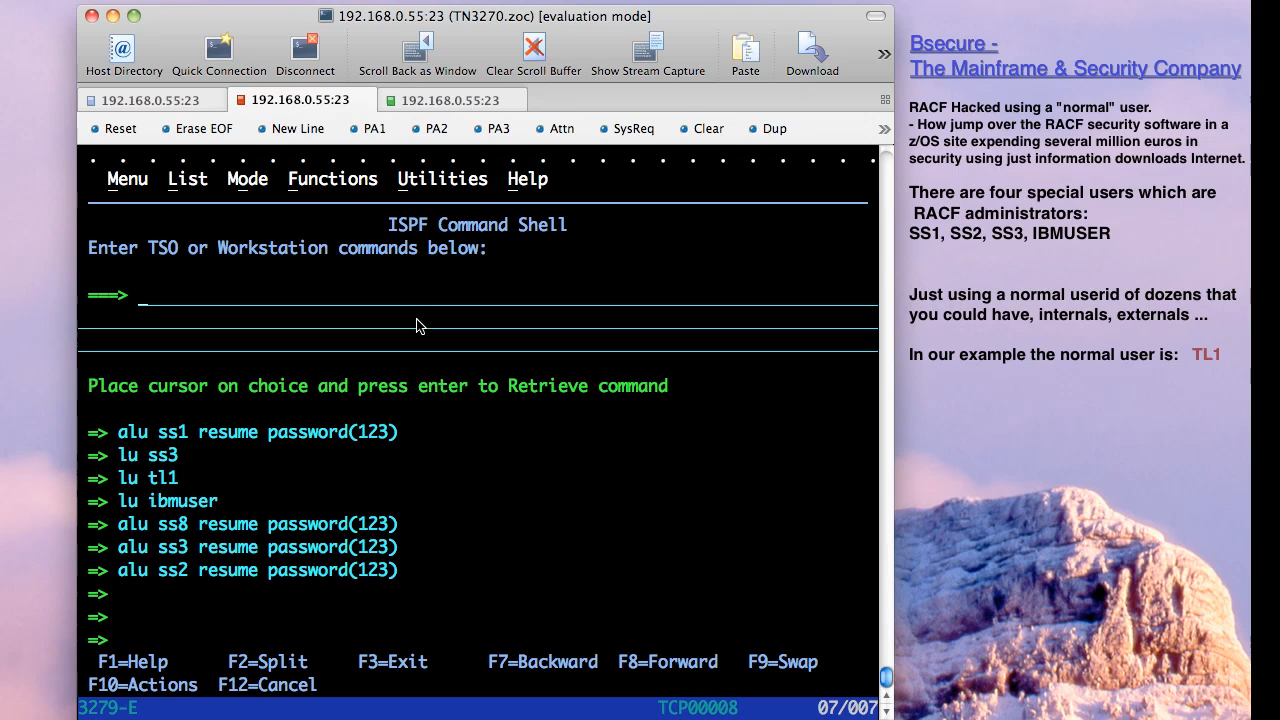 192.168.0.55:23 (TN3270.zoc) [evaluation mode]
Host Directory Quick Connection Disconnect Scroll Back as Window Clear Scroll Buffer Show Stream Capture Paste Download
192.168.0.55:23 192.168.0.55:23 192.168.0.55:23
Reset Erase EOF New Line PA1 PA2 PA3 Attn SysReq Clear Dup
Menu List Mode Functions Utilities Help
ISPF Command Shell
Enter TSO or Workstation commands below:
===> _
Place cursor on choice and press enter to Retrieve command
=> alu ss1 resume password(123)
=> lu ss3
=> lu tl1
=> lu ibmuser
=> alu ss8 resume password(123)
=> alu ss3 resume password(123)
=> alu ss2 resume password(123)
=>
=>
=>
F1=Help F2=Split F3=Exit F7=Backward F8=Forward F9=Swap
F10=Actions F12=Cancel
3279-E TCP00008 07/007
Bsecure -
The Mainframe & Security Company
RACF Hacked using a "normal" user.
- How jump over the RACF security software in a
z/OS site expending several million euros in
security using just information downloads Internet.
There are four special users which are
RACF administrators:
SS1, SS2, SS3, IBMUSER
Just using a normal userid of dozens that
you could have, internals, externals ...
In our example the normal user is: TL1